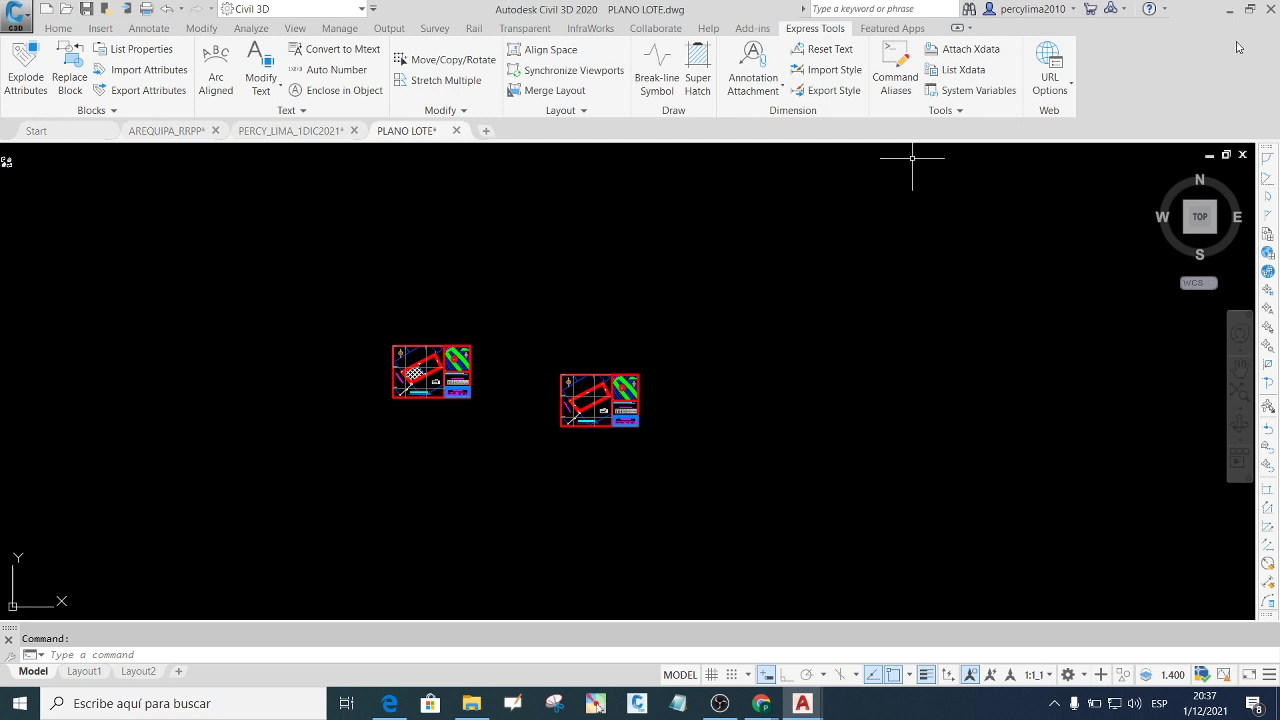 C3D
Civil 3D
Autodesk Civil 3D 2020 PLANO LOTE.dwg
Type a keyword or phrase
percylima2010
Home Insert Annotate Modify Analyze View Manage Output Survey Rail Transparent InfraWorks Collaborate Help Add-ins Express Tools Featured Apps
Explode Attributes
Replace Block
List Properties
Import Attributes
Export Attributes
Arc Aligned
Modify Text
Convert to Mtext
Auto Number
Enclose in Object
Move/Copy/Rotate
Stretch Multiple
Align Space
Synchronize Viewports
Merge Layout
Break-line Symbol
Super Hatch
Annotation Attachment
Reset Text
Import Style
Export Style
Command Aliases
Attach Xdata
List Xdata
System Variables
URL Options
Blocks Text Modify Layout Draw Dimension Tools Web
Start AREQUIPA_RRPP* PERCY_LIMA_1DIC2021* PLANO LOTE*
N
W TOP E
S
WCS
Y
X
Command:
Type a command
Model Layout1 Layout2 MODEL 1:1_1 1.400
Escribe aquí para buscar
ESP
20:37
1/12/2021
8